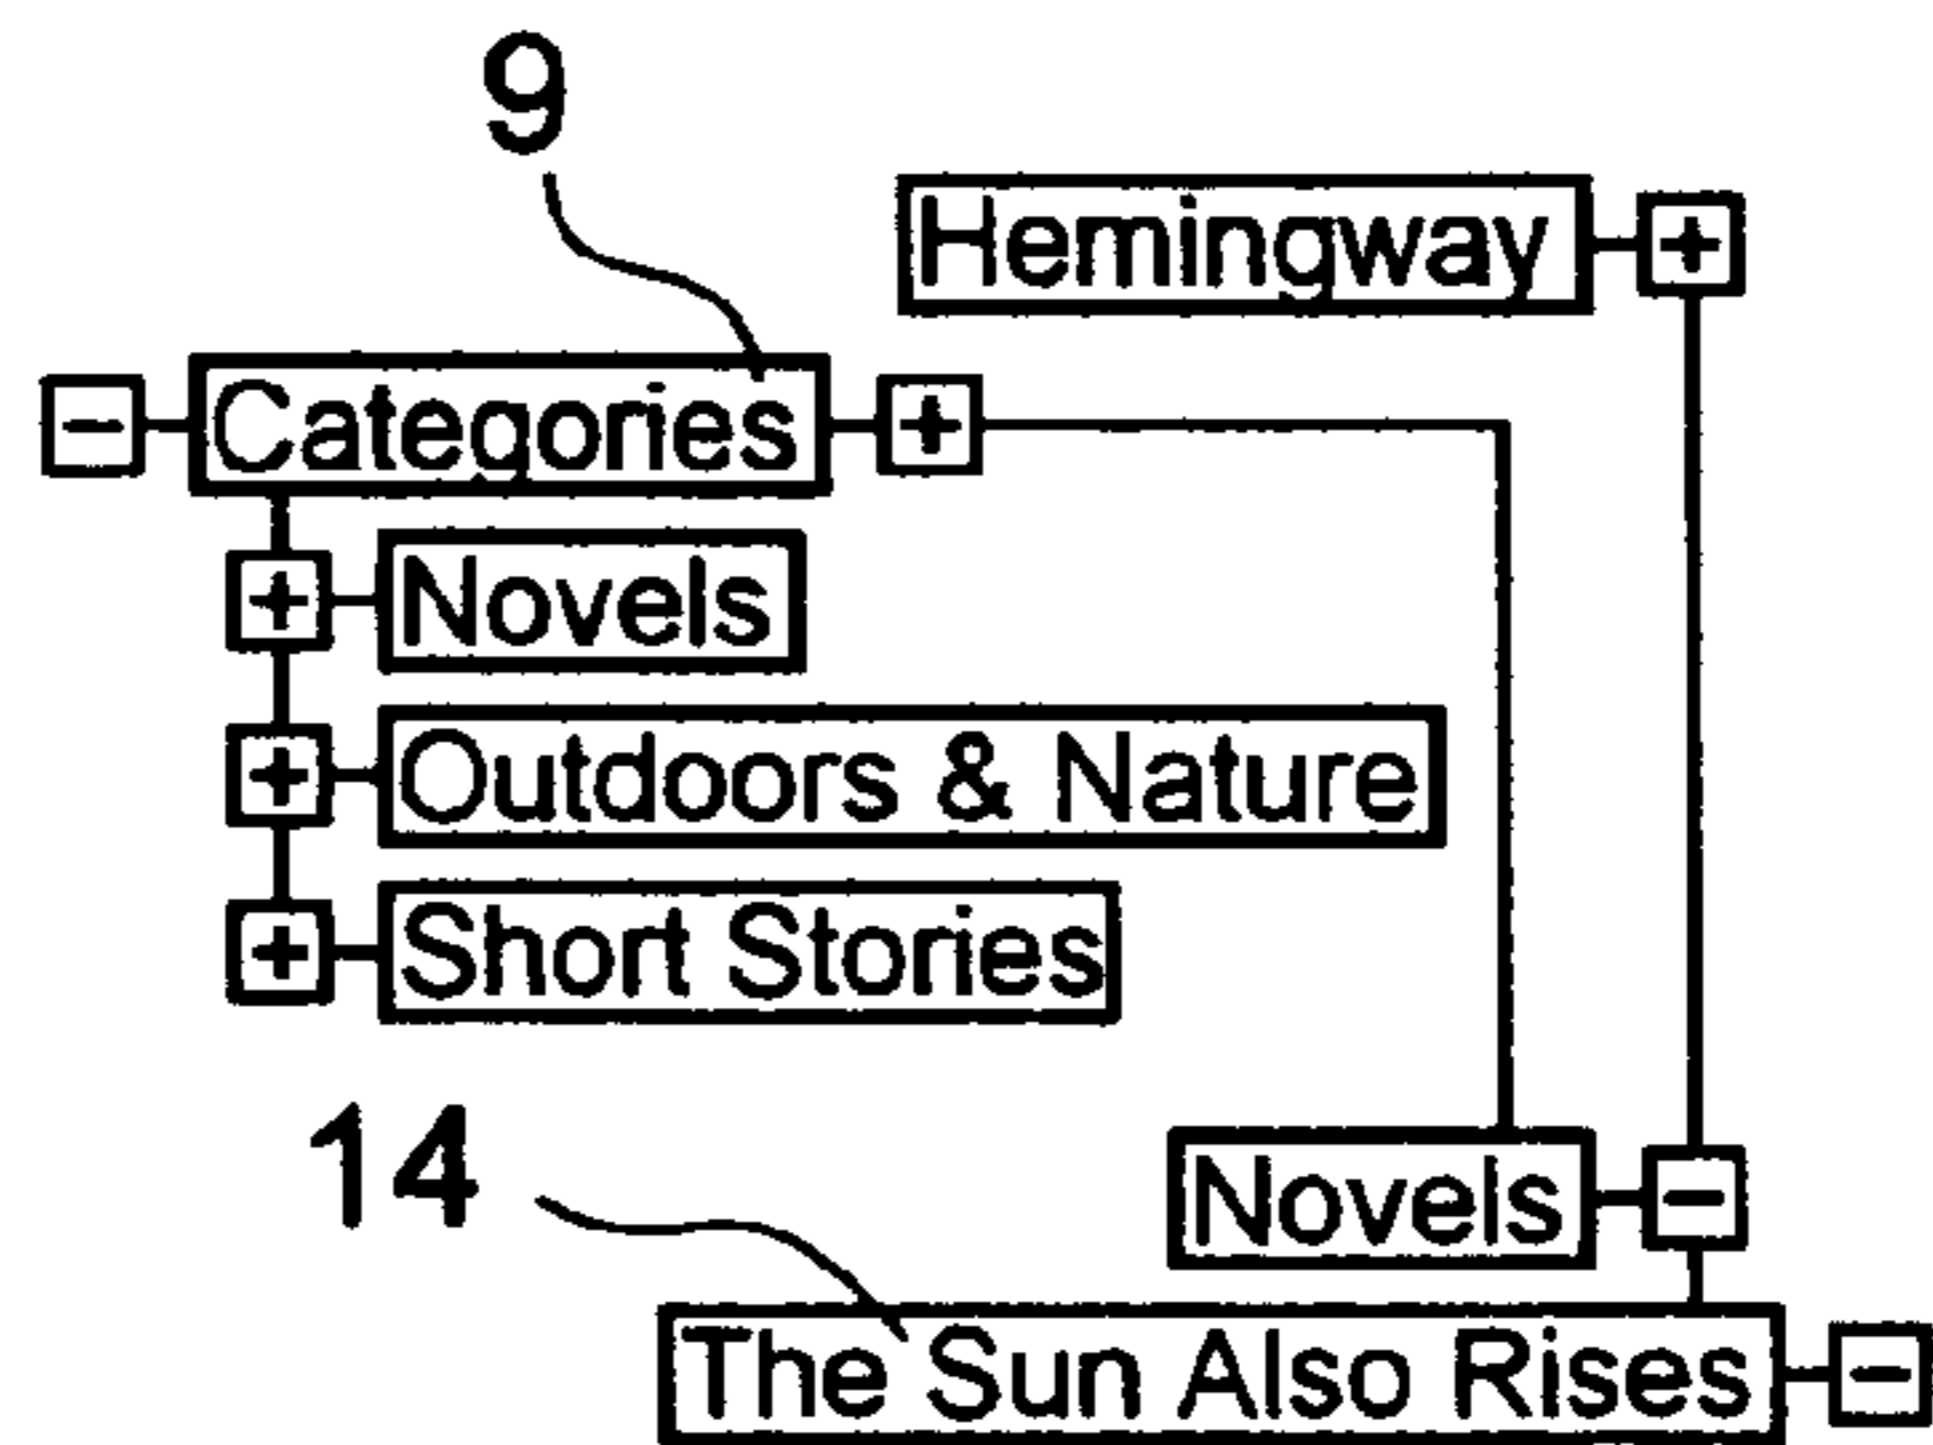 9
Hemingway +
− Categories +
+ Novels
+ Outdoors & Nature
+ Short Stories
14
Novels −
The Sun Also Rises −